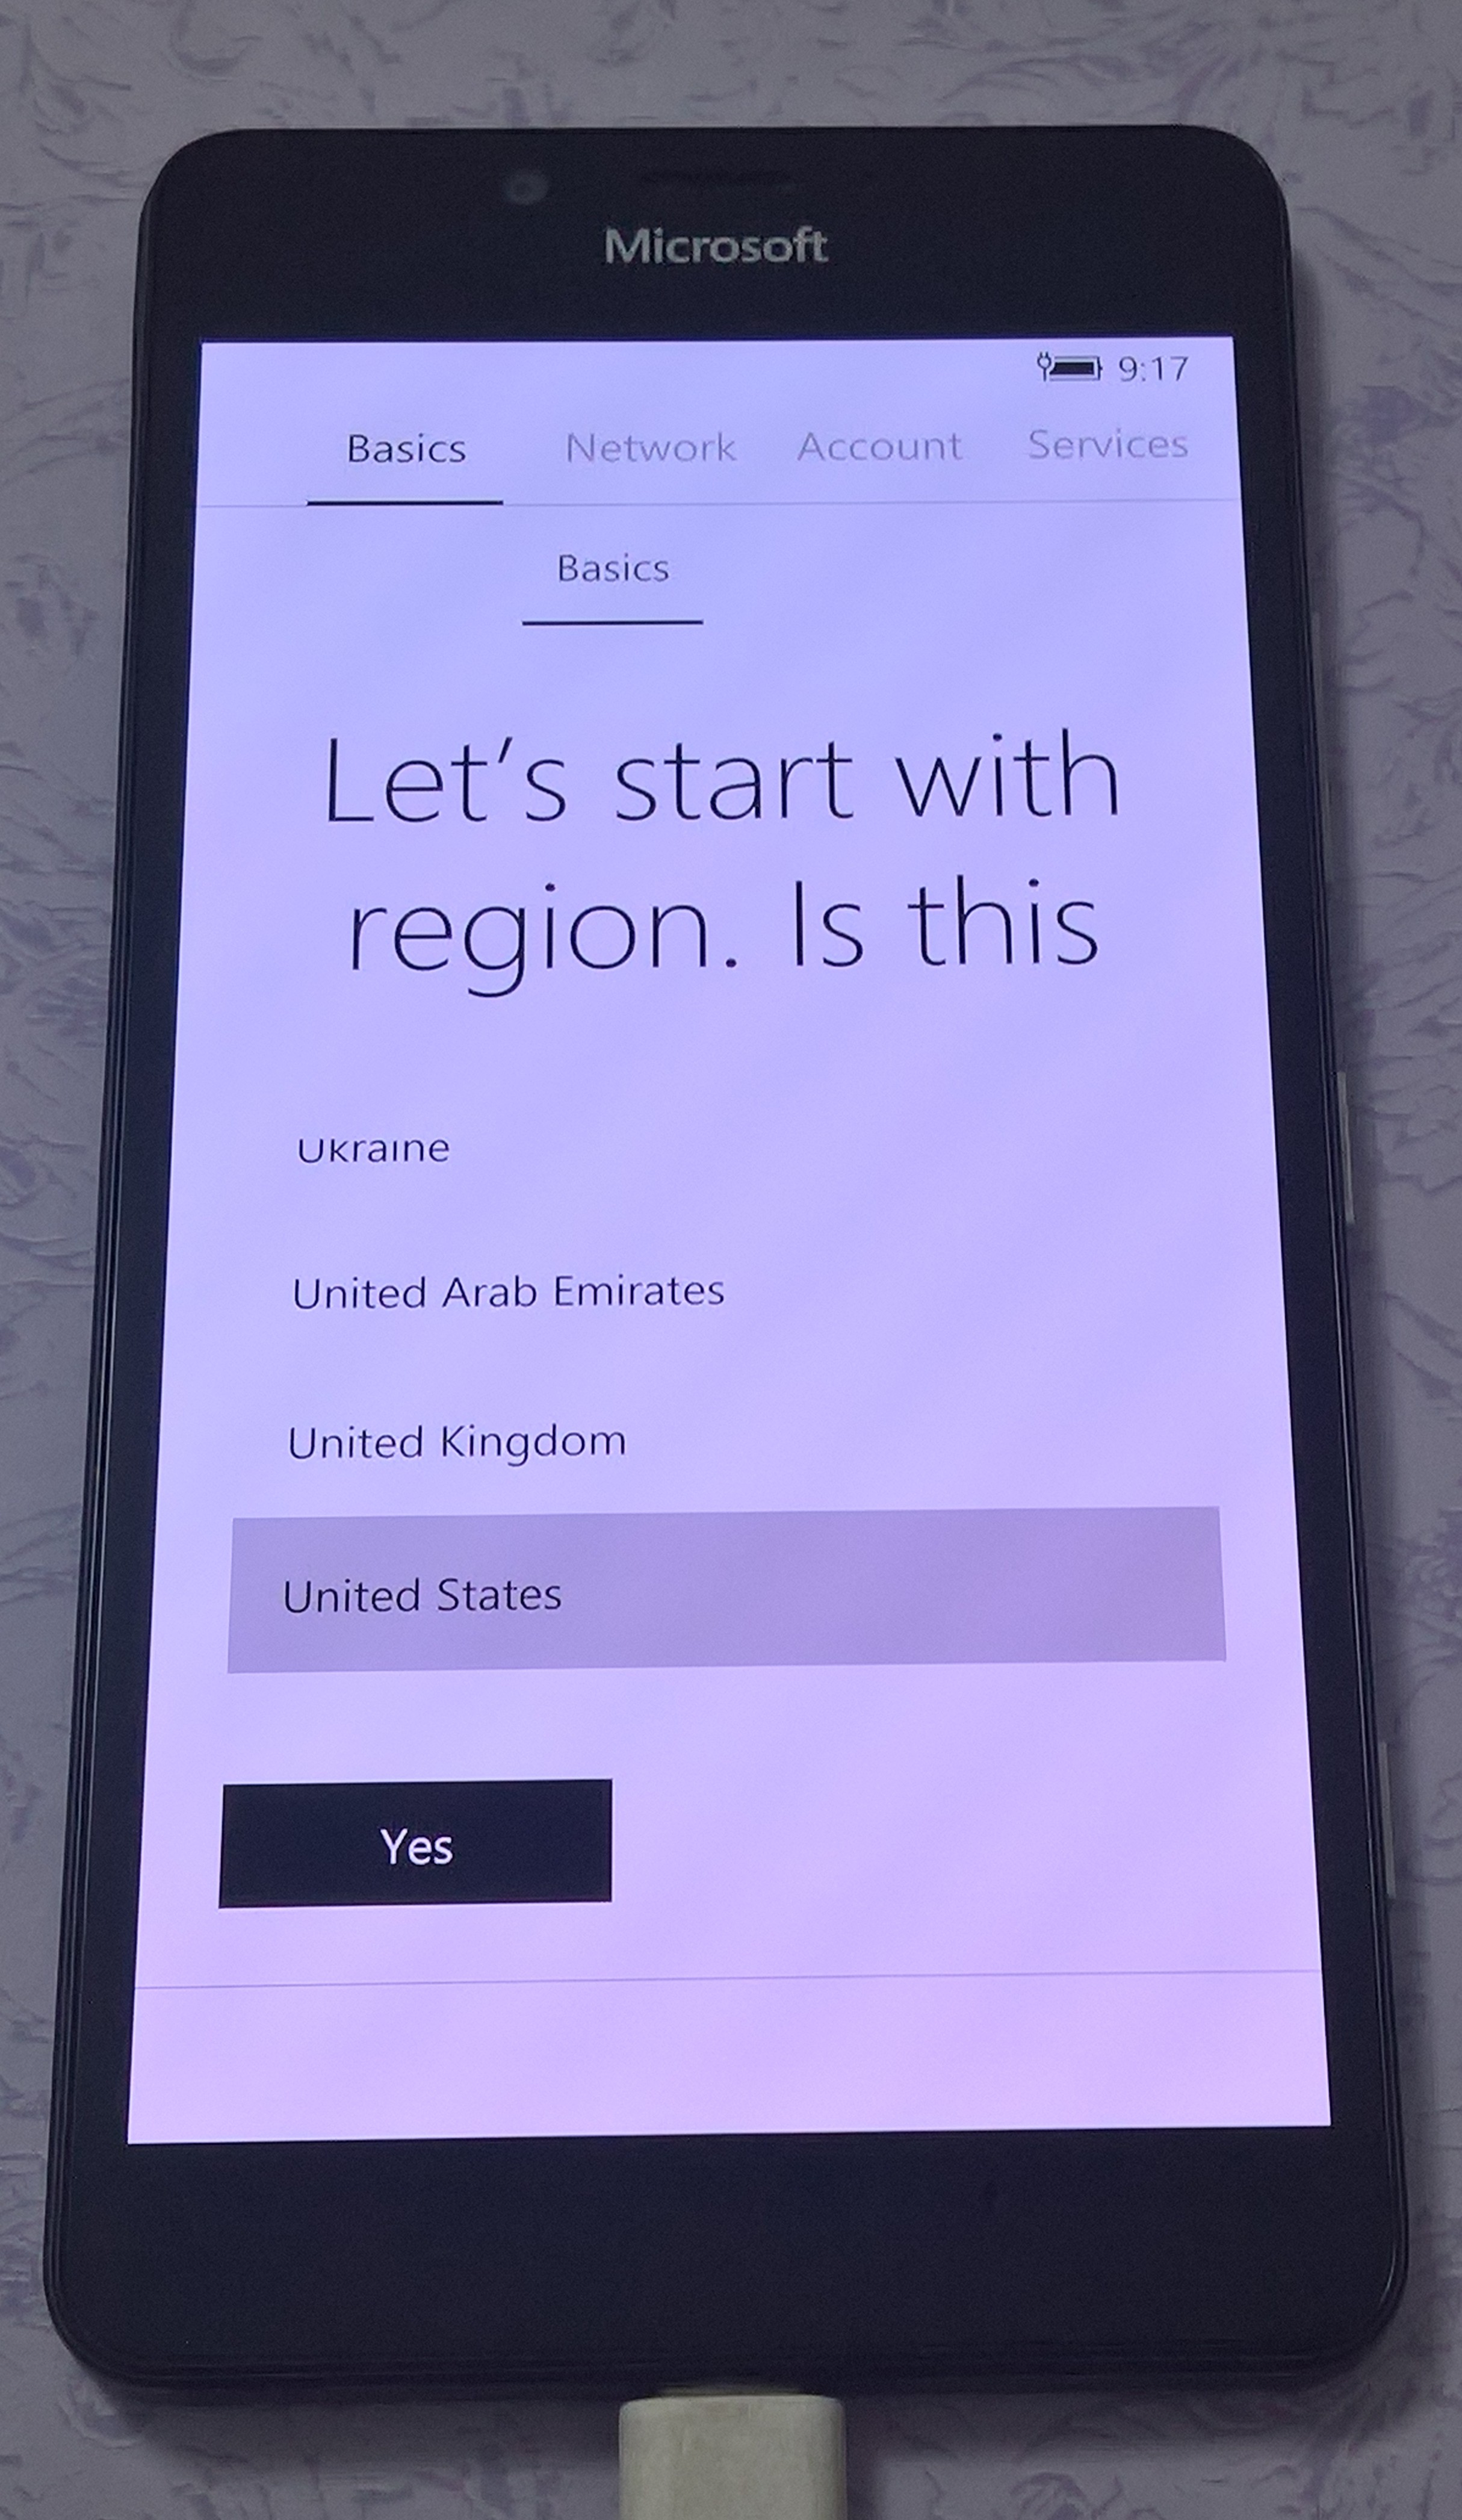 Microsoft
9:17
Basics Network Account Services
Basics
Let's start with
region. Is this
Ukraine
United Arab Emirates
United Kingdom
United States
Yes